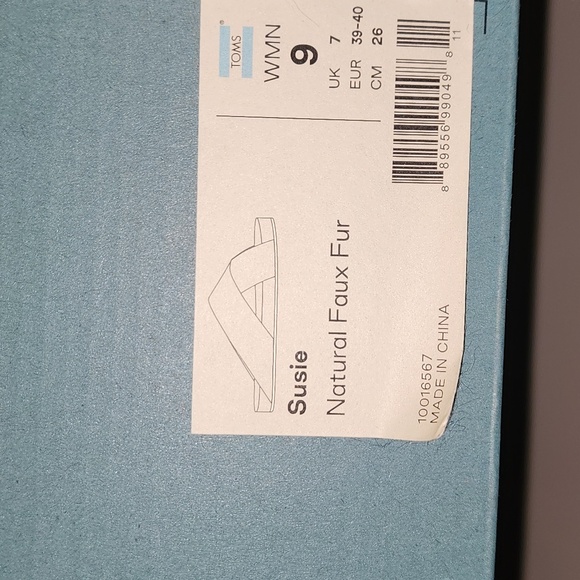 TOMS®
WMN
9
UK 7
EUR 39-40
CM 26
8 89556 99049 8 11
Susie
Natural Faux Fur
10016567
MADE IN CHINA